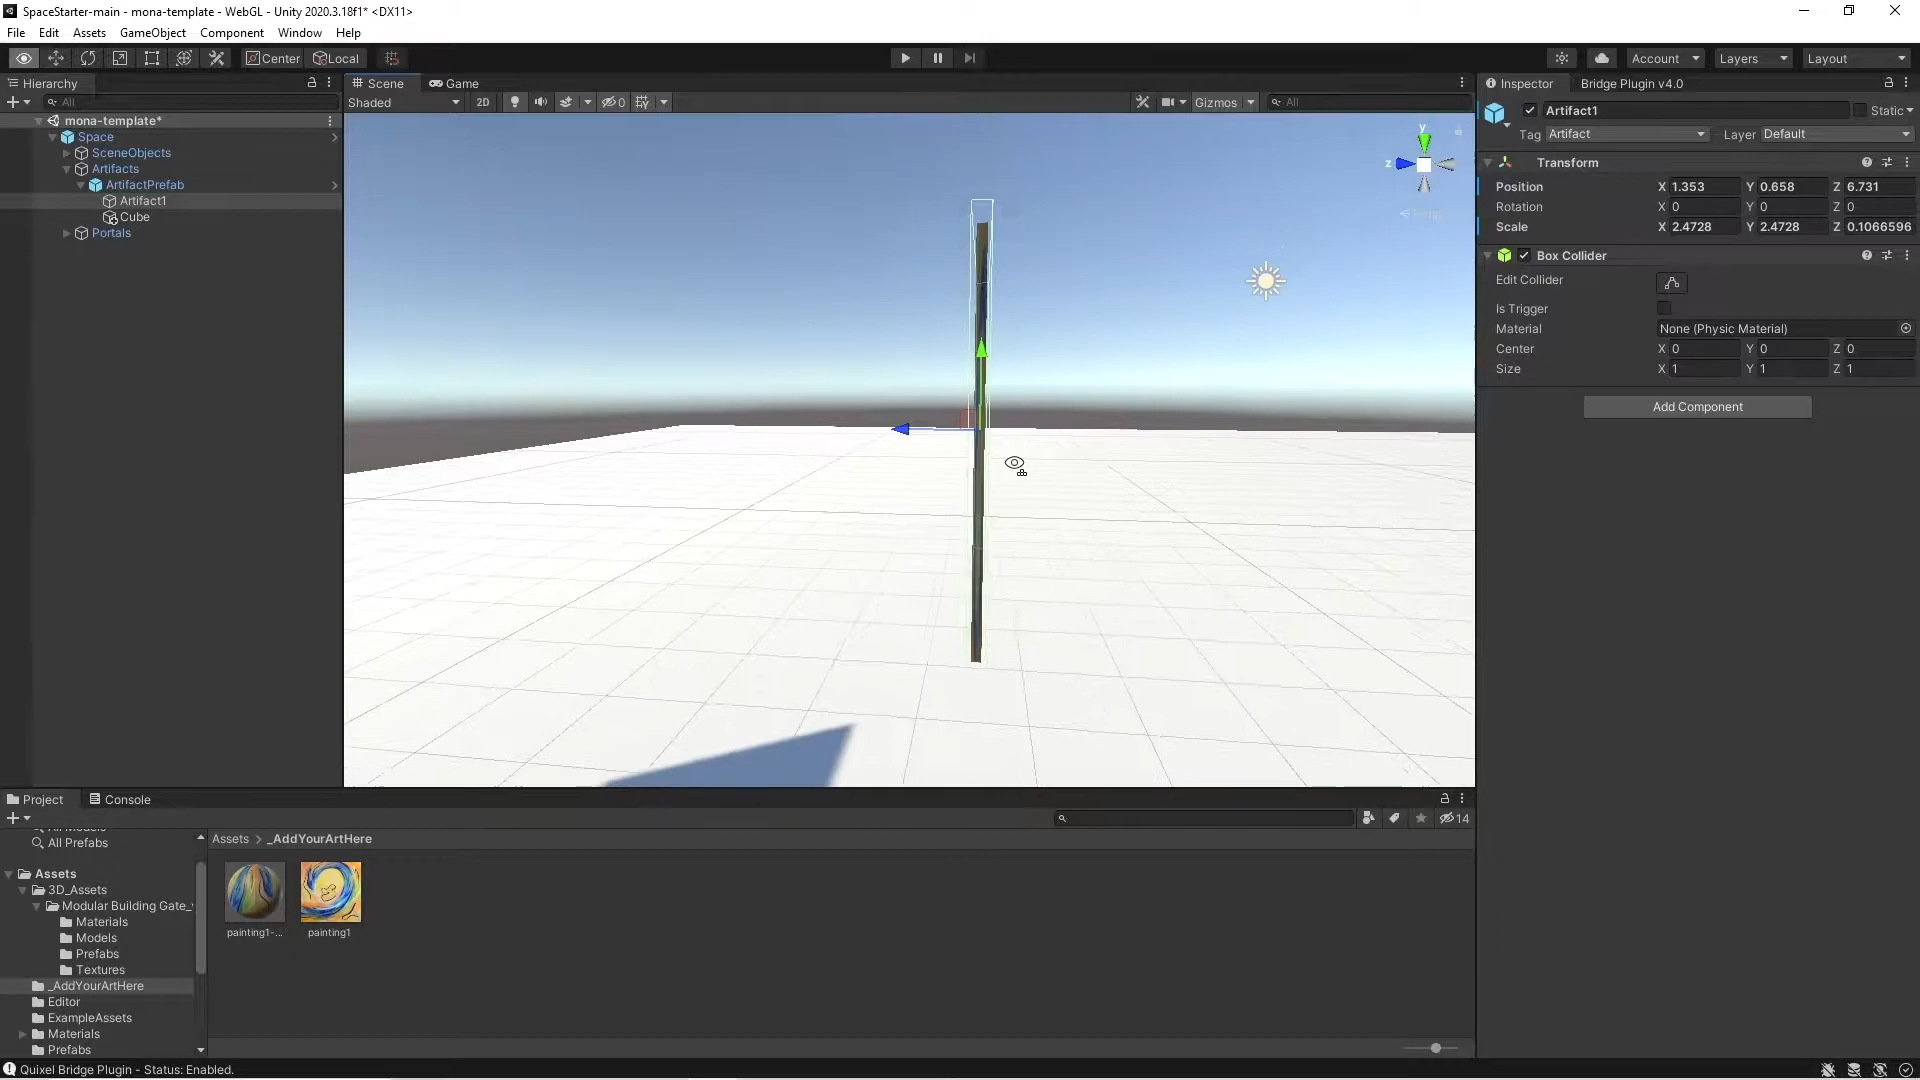 SpaceStarter-main - mona-template - WebGL - Unity 2020.3.18f1* <DX11>
File Edit Assets GameObject Component Window Help
Center Local Account Layers Layout
Hierarchy
All
mona-template*
Space
SceneObjects
Artifacts
ArtifactPrefab
Artifact1
Cube
Portals
Scene Game
Shaded 2D 0 Gizmos All
y
z
Persp
Inspector Bridge Plugin v4.0
Artifact1 Static
Tag Artifact Layer Default
Transform
Position X 1.353 Y 0.658 Z 6.731
Rotation X 0 Y 0 Z 0
Scale X 2.4728 Y 2.4728 Z 0.1066596
Box Collider
Edit Collider
Is Trigger
Material None (Physic Material)
Center X 0 Y 0 Z 0
Size X 1 Y 1 Z 1
Add Component
Project Console
14
All Models
All Prefabs
Assets
3D_Assets
Modular Building Gate_
Materials
Models
Prefabs
Textures
_AddYourArtHere
Editor
ExampleAssets
Materials
Prefabs
Assets > _AddYourArtHere
painting1-... painting1
Quixel Bridge Plugin - Status: Enabled.